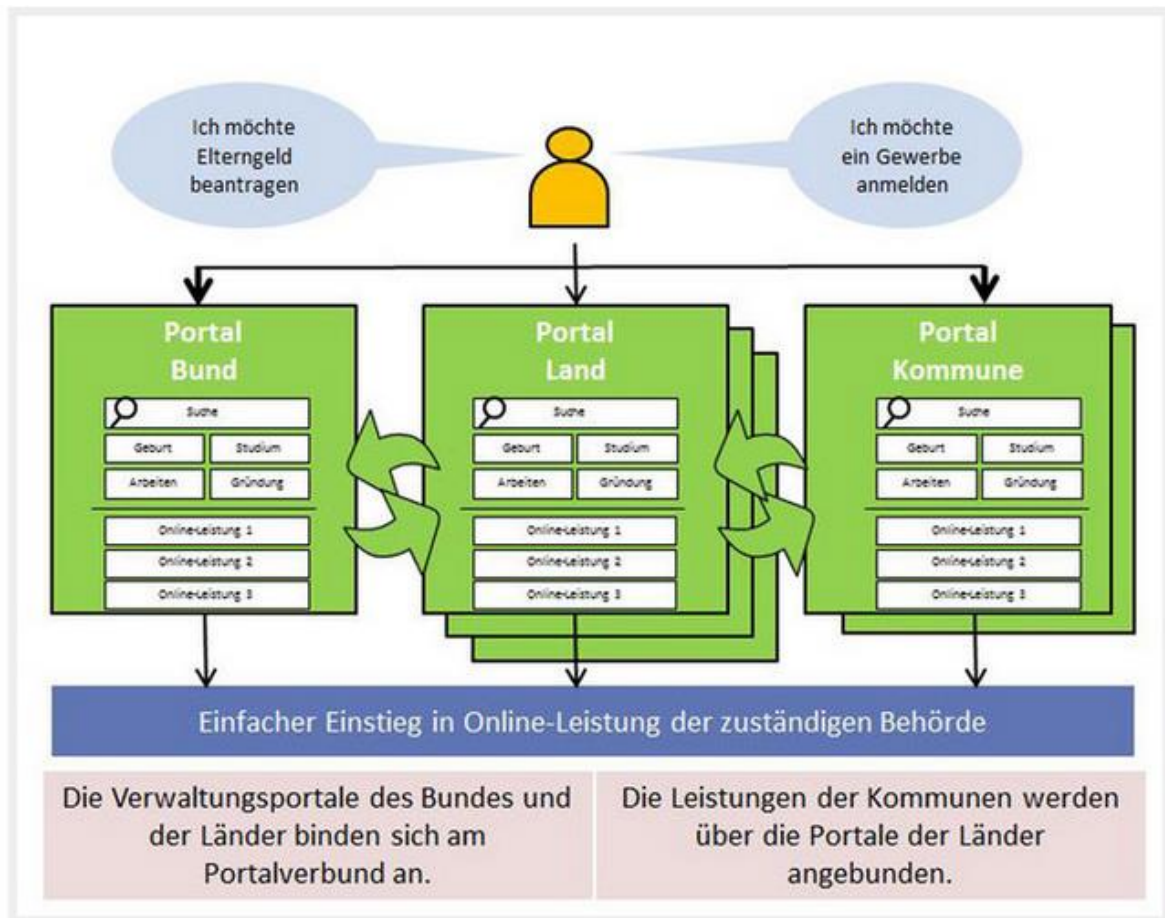 Ich möchte
Elterngeld
beantragen
Ich möchte
ein Gewerbe
anmelden
Portal
Bund
Suche
Geburt
Studium
Arbeiten
Gründung
Online-Leistung 1
Online-Leistung 2
Online-Leistung 3
Portal
Land
Suche
Geburt
Studium
Arbeiten
Gründung
Online-Leistung 1
Online-Leistung 2
Online-Leistung 3
Portal
Kommune
Suche
Geburt
Studium
Arbeiten
Gründung
Online-Leistung 1
Online-Leistung 2
Online-Leistung 3
Einfacher Einstieg in Online-Leistung der zuständigen Behörde
Die Verwaltungsportale des Bundes und
der Länder binden sich am
Portalverbund an.
Die Leistungen der Kommunen werden
über die Portale der Länder
angebunden.